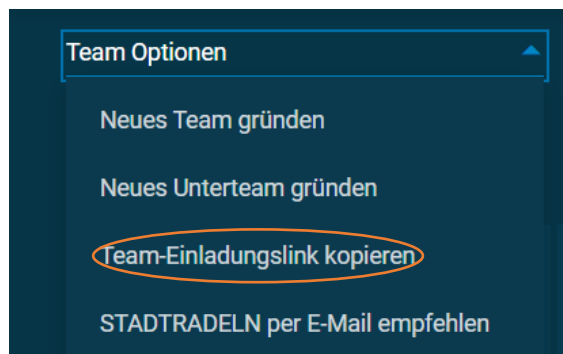 Team Optionen
Neues Team gründen
Neues Unterteam gründen
Team-Einladungslink kopieren
STADTRADELN per E-Mail empfehlen